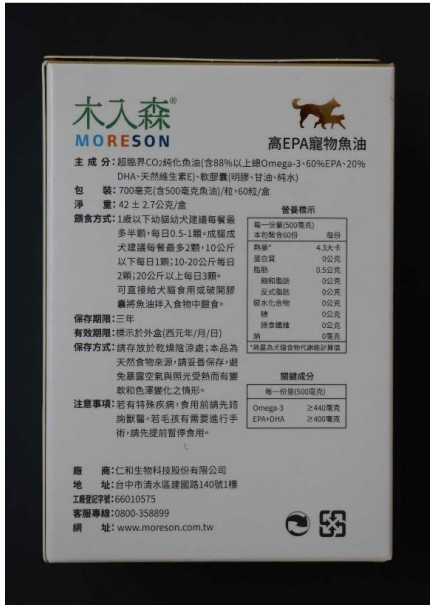 木入森®
MORESON
高EPA寵物魚油
主成分:超臨界CO₂純化魚油(含88%以上總Omega-3、60%EPA、20%
DHA、天然維生素E)、軟膠囊(明膠、甘油、純水)
包裝:700毫克(含500毫克魚油)/粒,60粒/盒
淨重:42±2.7公克/盒
餵食方式:1歲以下幼貓幼犬建議每餐最
多半顆,每日0.5-1顆。成貓成
犬建議每餐最多2顆,10公斤
以下每日1顆;10-20公斤每日
2顆;20公斤以上每日3顆。
可直接給犬貓食用或破開膠
囊將魚油拌入食物中餵食。
保存期限:三年
有效期限:標示於外盒(西元年/月/日)
保存方式:請存放於乾燥陰涼處;本品為
天然食物來源,請妥善保存,避
免暴露空氣與照光受熱而有變
軟和色澤變化之情形。
注意事項:若有特殊疾病,食用前請先諮
詢獸醫。若毛孩有需要進行手
術,請先提前暫停食用。
營養標示
每一份量(500毫克)
本包裝含60份 每份
熱量* 4.3大卡
蛋白質 0公克
脂肪 0.5公克
飽和脂肪 0公克
反式脂肪 0公克
碳水化合物 0公克
糖 0公克
膳食纖維 0公克
鈉 0毫克
*熱量為犬貓食物代謝能計算值
關鍵成分
每一份量(500毫克)
Omega-3 ≥440毫克
EPA+DHA ≥400毫克
廠商:仁和生物科技股份有限公司
地址:台中市清水區建國路140號1樓
工廠登記字號:66010575
客服專線:0800-358899
網址:www.moreson.com.tw